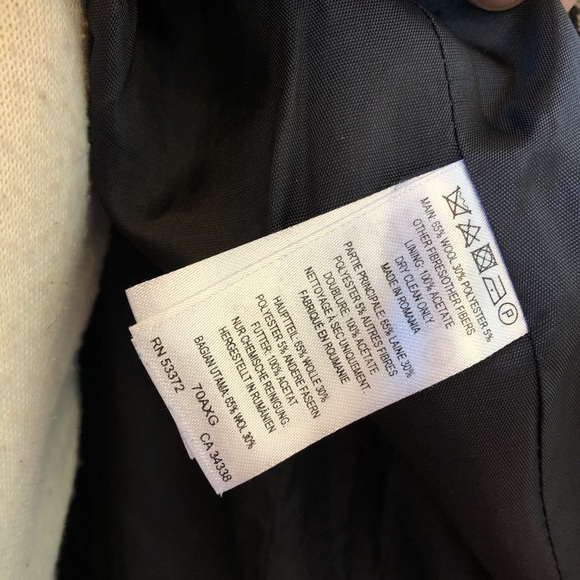 MAIN: 65% WOOL 30% POLYESTER 5%
OTHER FIBRES/OTHER FIBERS
LINING: 100% ACETATE
DRY CLEAN ONLY
MADE IN ROMANIA
PARTIE PRINCIPALE: 65% LAINE 30%
POLYESTER 5% AUTRES FIBRES
DOUBLURE: 100% ACETATE
NETTOYAGE A SEC UNIQUEMENT
FABRIQUÉ EN ROUMANIE
HAUPTTEIL: 65% WOLLE 30%
POLYESTER 5% ANDERE FASERN
FUTTER: 100% ACETAT
NUR CHEMISCHE REINIGUNG.
HERGESTELLT IN RUMÄNIEN
BAGIAN UTAMA: 65% WOL 30%
RN 53372 70AXG CA 34338
P